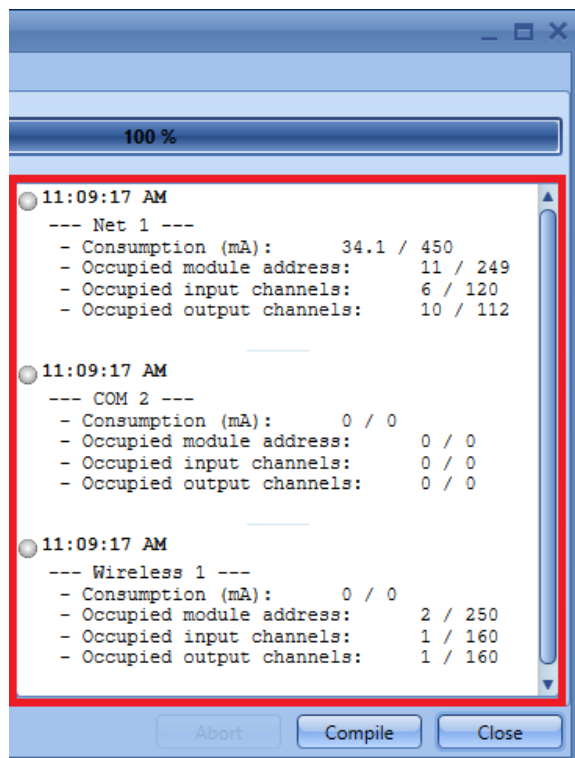 100 %
11:09:17 AM
--- Net 1 ---
- Consumption (mA): 34.1 / 450
- Occupied module address: 11 / 249
- Occupied input channels: 6 / 120
- Occupied output channels: 10 / 112
11:09:17 AM
--- COM 2 ---
- Consumption (mA): 0 / 0
- Occupied module address: 0 / 0
- Occupied input channels: 0 / 0
- Occupied output channels: 0 / 0
11:09:17 AM
--- Wireless 1 ---
- Consumption (mA): 0 / 0
- Occupied module address: 2 / 250
- Occupied input channels: 1 / 160
- Occupied output channels: 1 / 160
Abort Compile Close